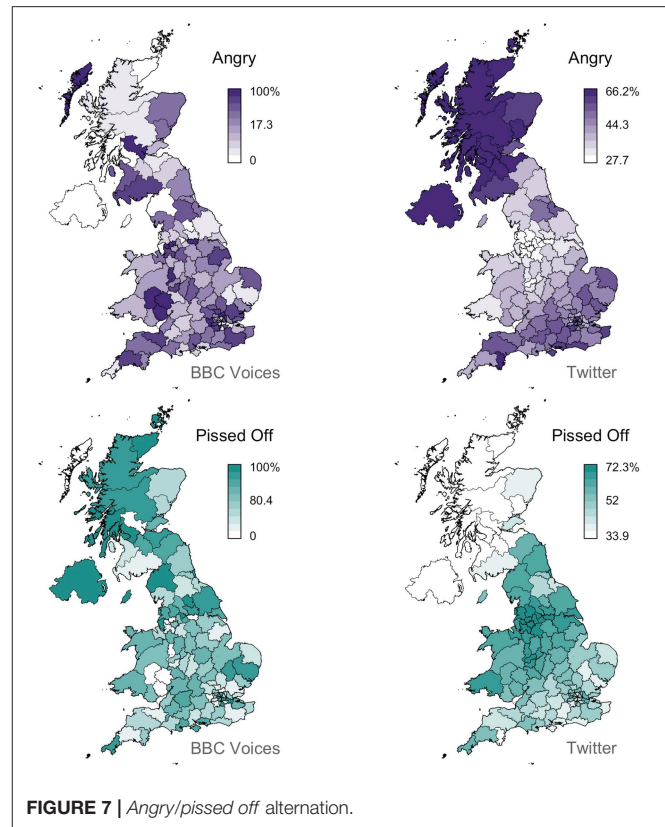 Angry
100%
17.3
0
BBC Voices
Angry
66.2%
44.3
27.7
Twitter
Pissed Off
100%
80.4
0
BBC Voices
Pissed Off
72.3%
52
33.9
Twitter
FIGURE 7 | Angry/pissed off alternation.